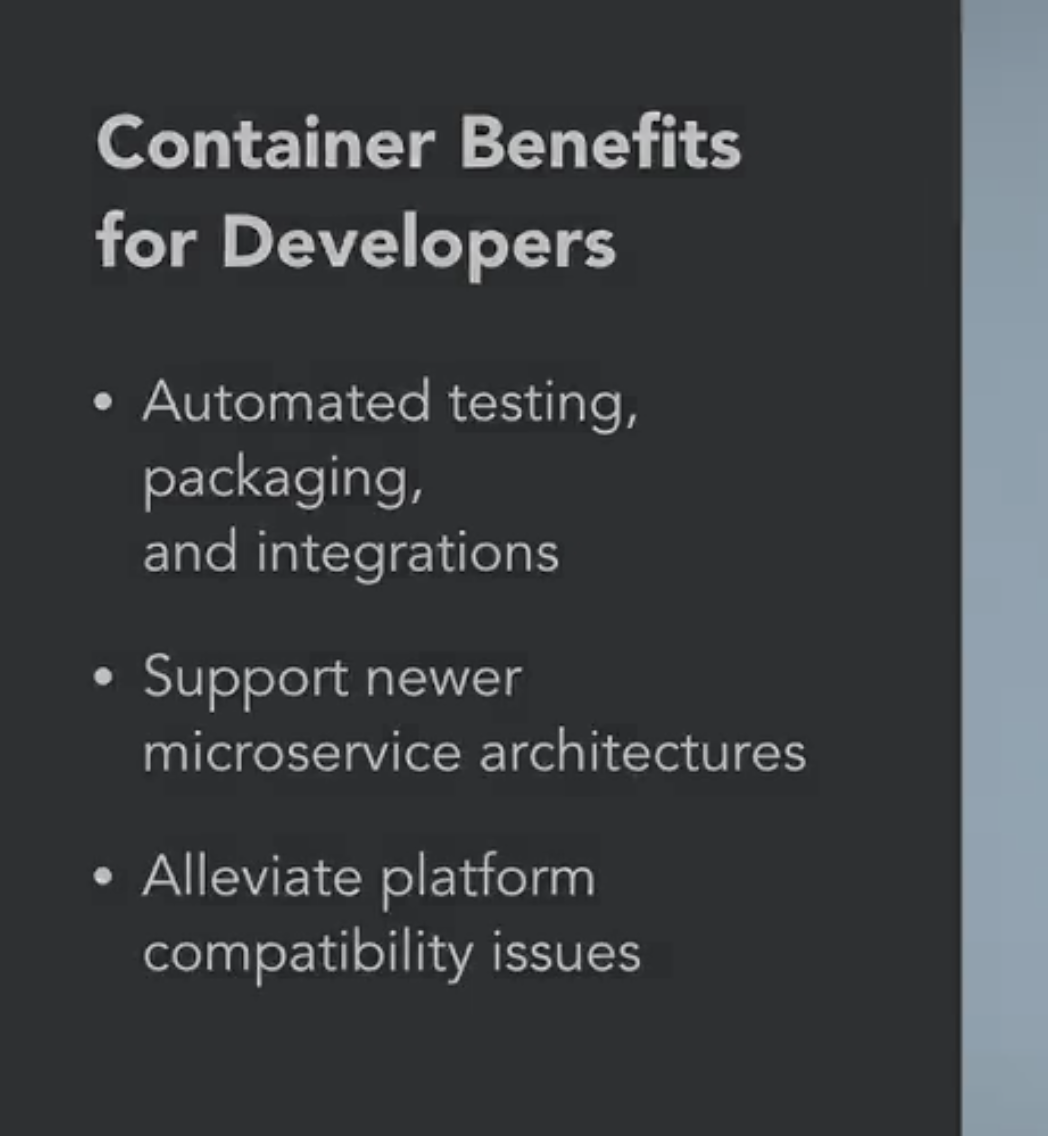 Container Benefits
for Developers
• Automated testing,
packaging,
and integrations
• Support newer
microservice architectures
• Alleviate platform
compatibility issues